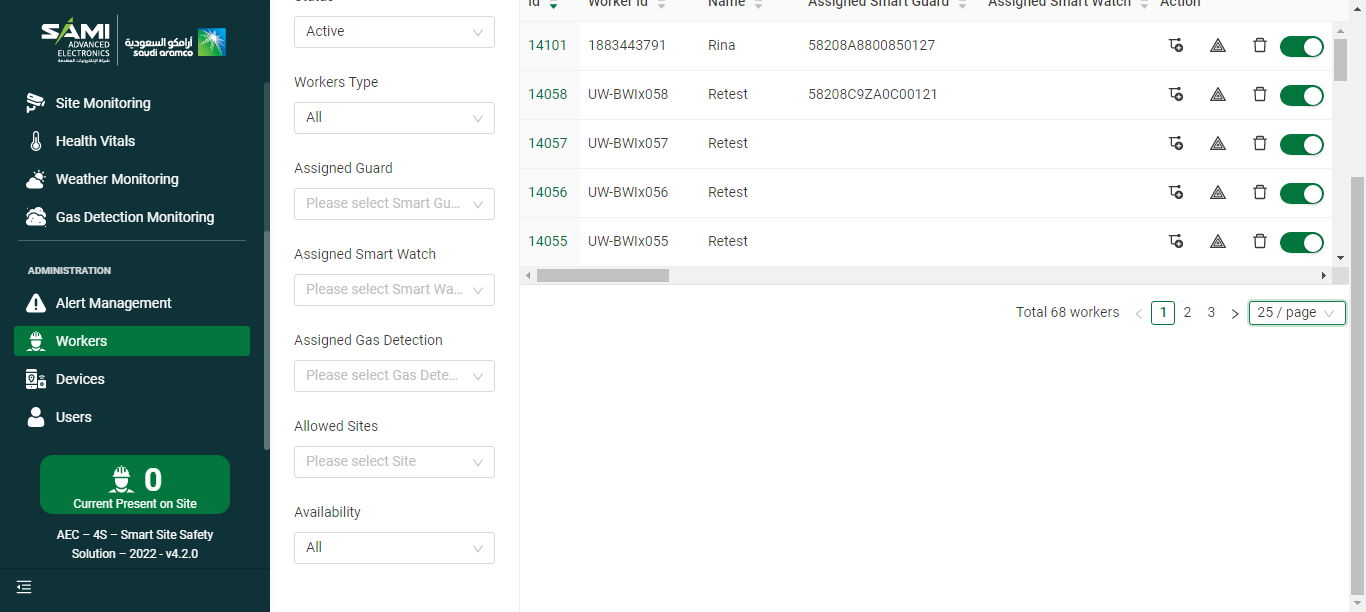 SAMI
ADVANCED
ELECTRONICS
شركة الإلكترونيات المتقدمة
أرامكو السعودية
saudi aramco
Site Monitoring
Health Vitals
Weather Monitoring
Gas Detection Monitoring
ADMINISTRATION
Alert Management
Workers
Devices
Users
0
Current Present on Site
AEC – 4S – Smart Site Safety
Solution – 2022 - v4.2.0
Status
Active
Workers Type
All
Assigned Guard
Please select Smart Gu...
Assigned Smart Watch
Please select Smart Wa...
Assigned Gas Detection
Please select Gas Dete...
Allowed Sites
Please select Site
Availability
All
Id Worker Id Name Assigned Smart Guard Assigned Smart Watch Action
14101 1883443791 Rina 58208A8800850127
14058 UW-BWIx058 Retest 58208C9ZA0C00121
14057 UW-BWIx057 Retest
14056 UW-BWIx056 Retest
14055 UW-BWIx055 Retest
Total 68 workers < 1 2 3 > 25 / page